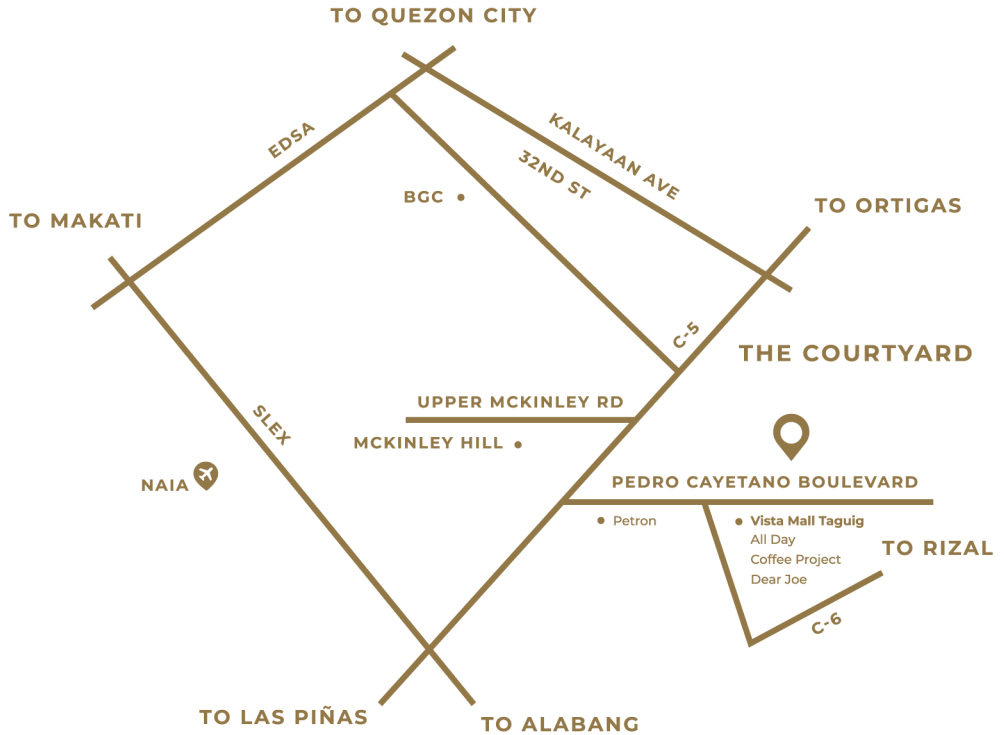 TO QUEZON CITY
EDSA
KALAYAAN AVE
32ND ST
BGC
TO MAKATI
TO ORTIGAS
C-5
THE COURTYARD
UPPER MCKINLEY RD
SLEX
MCKINLEY HILL
NAIA
PEDRO CAYETANO BOULEVARD
Petron
Vista Mall Taguig
All Day
Coffee Project
Dear Joe
TO RIZAL
C-6
TO LAS PIÑAS
TO ALABANG